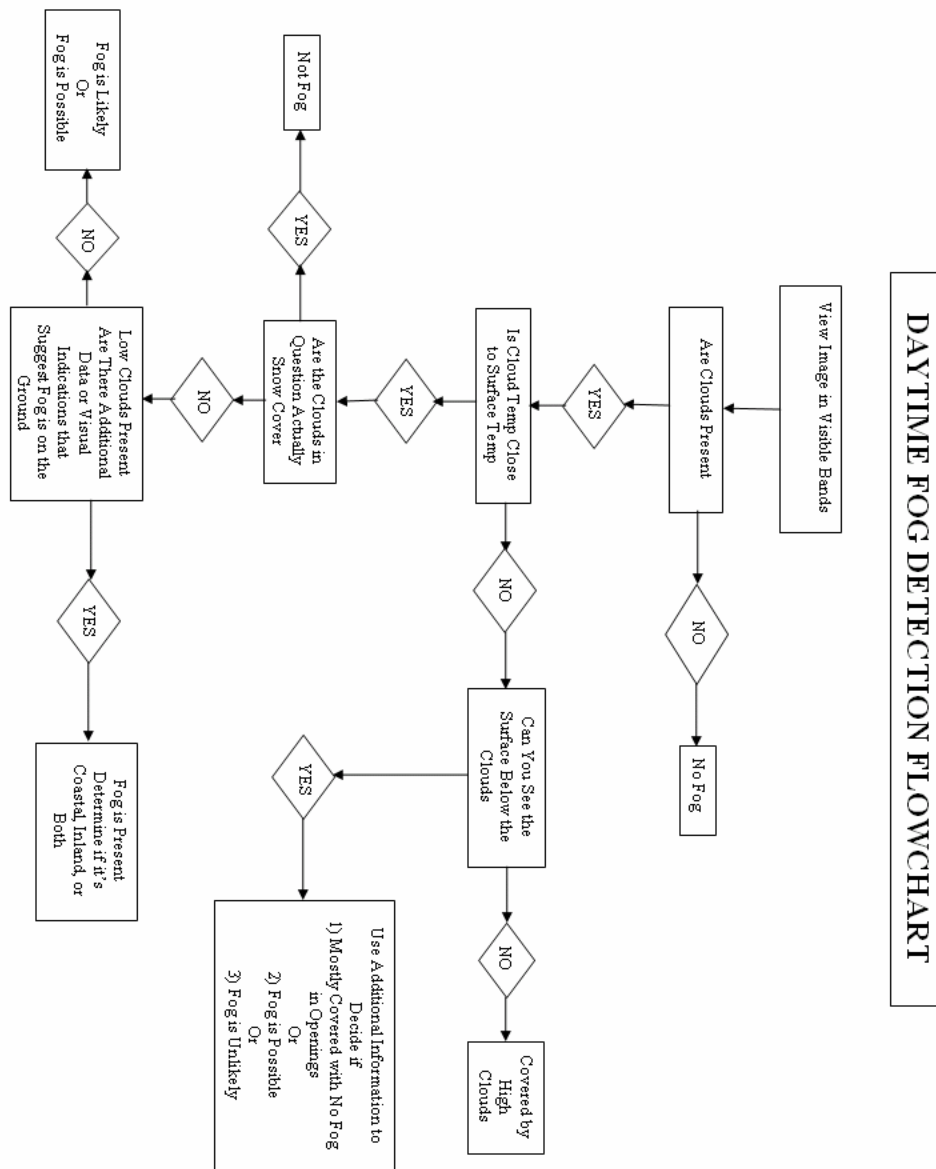 DAYTIME FOG DETECTION FLOWCHART
View Image in Visible Bands
Are Clouds Present
YES
NO
No Fog
Is Cloud Temp Close
to Surface Temp
YES
NO
Can You See the
Surface Below the
Clouds
NO
Covered by
High
Clouds
YES
Use Additional Information to
Decide if
1) Mostly Covered with No Fog
in Openings
Or
2) Fog is Possible
Or
3) Fog is Unlikely
Are the Clouds in
Question Actually
Snow Cover
YES
Not Fog
NO
Low Clouds Present
Are There Additional
Data or Visual
Indications that
Suggest Fog is on the
Ground
NO
Fog is Likely
Or
Fog is Possible
YES
Fog is Present
Determine if it's
Coastal, Inland, or
Both